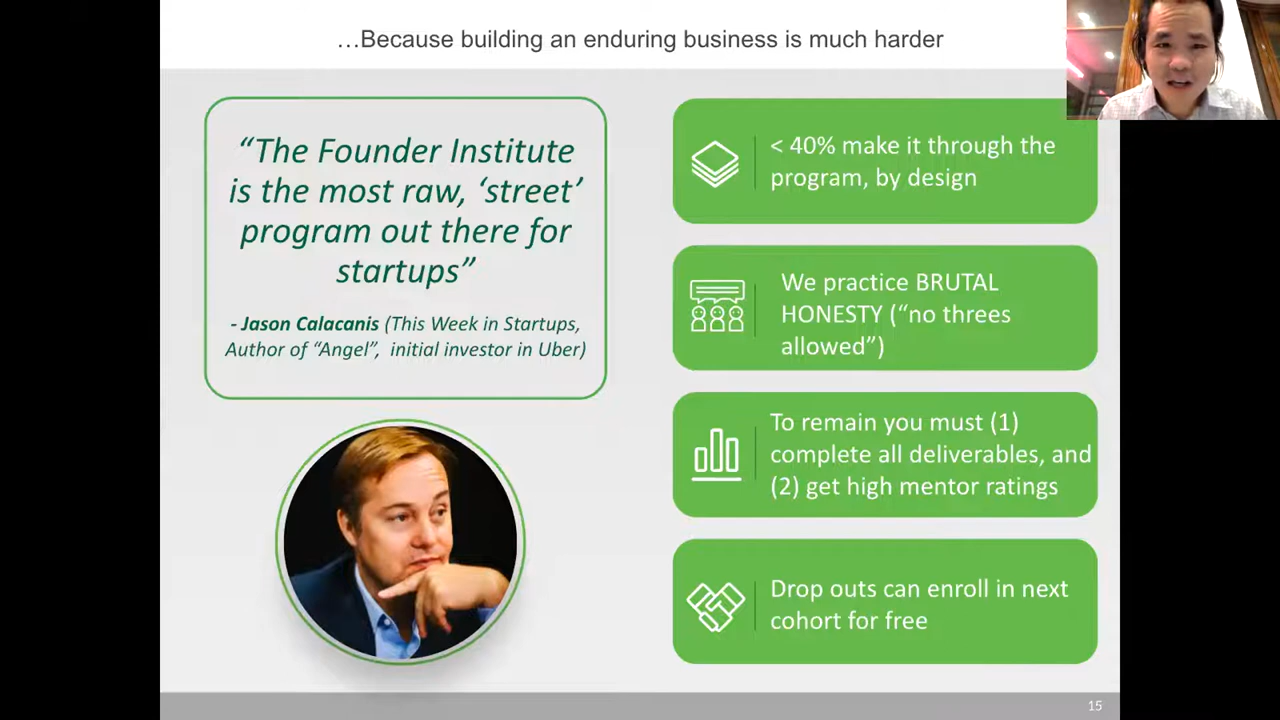 …Because building an enduring business is much harder
“The Founder Institute
is the most raw, ‘street’
program out there for
startups”
- Jason Calacanis (This Week in Startups,
Author of “Angel”, initial investor in Uber)
< 40% make it through the
program, by design
We practice BRUTAL
HONESTY (“no threes
allowed”)
To remain you must (1)
complete all deliverables, and
(2) get high mentor ratings
Drop outs can enroll in next
cohort for free
15